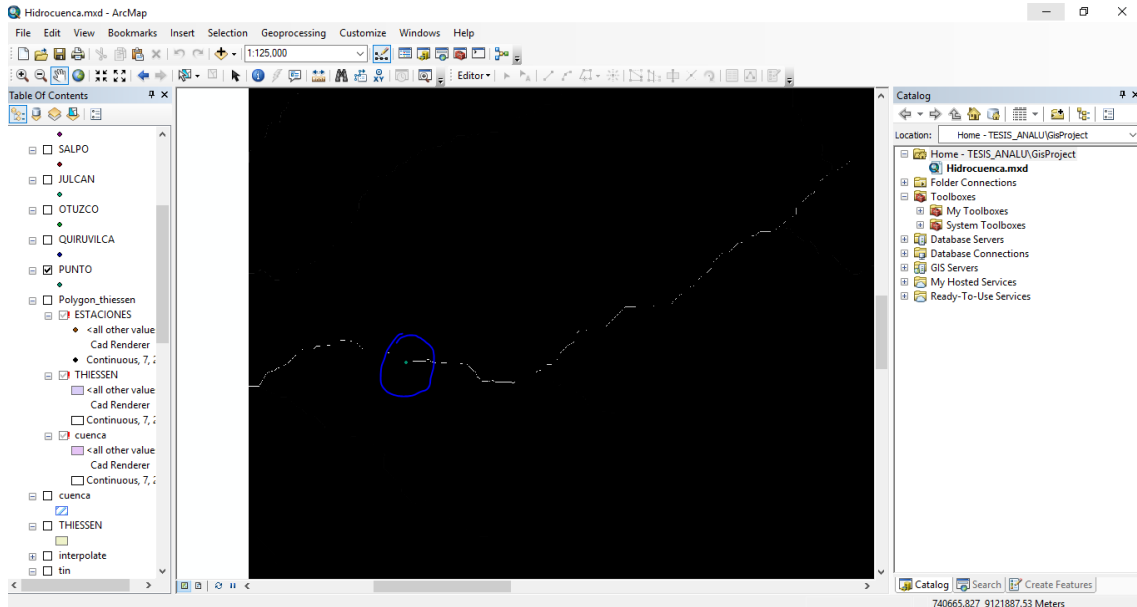 Hidrocuenca.mxd - ArcMap
File Edit View Bookmarks Insert Selection Geoprocessing Customize Windows Help
1:125,000
Editor
Table Of Contents
SALPO
JULCAN
OTUZCO
QUIRUVILCA
PUNTO
Polygon_thiessen
ESTACIONES
<all other value
Cad Renderer
Continuous, 7, 2
THIESSEN
<all other value
Cad Renderer
Continuous, 7, 2
cuenca
<all other value
Cad Renderer
Continuous, 7, 2
cuenca
THIESSEN
interpolate
tin
Catalog
Location: Home - TESIS_ANALU\GisProject
Home - TESIS_ANALU\GisProject
Hidrocuenca.mxd
Folder Connections
Toolboxes
My Toolboxes
System Toolboxes
Database Servers
Database Connections
GIS Servers
My Hosted Services
Ready-To-Use Services
Catalog Search Create Features
740665.827 9121887.53 Meters